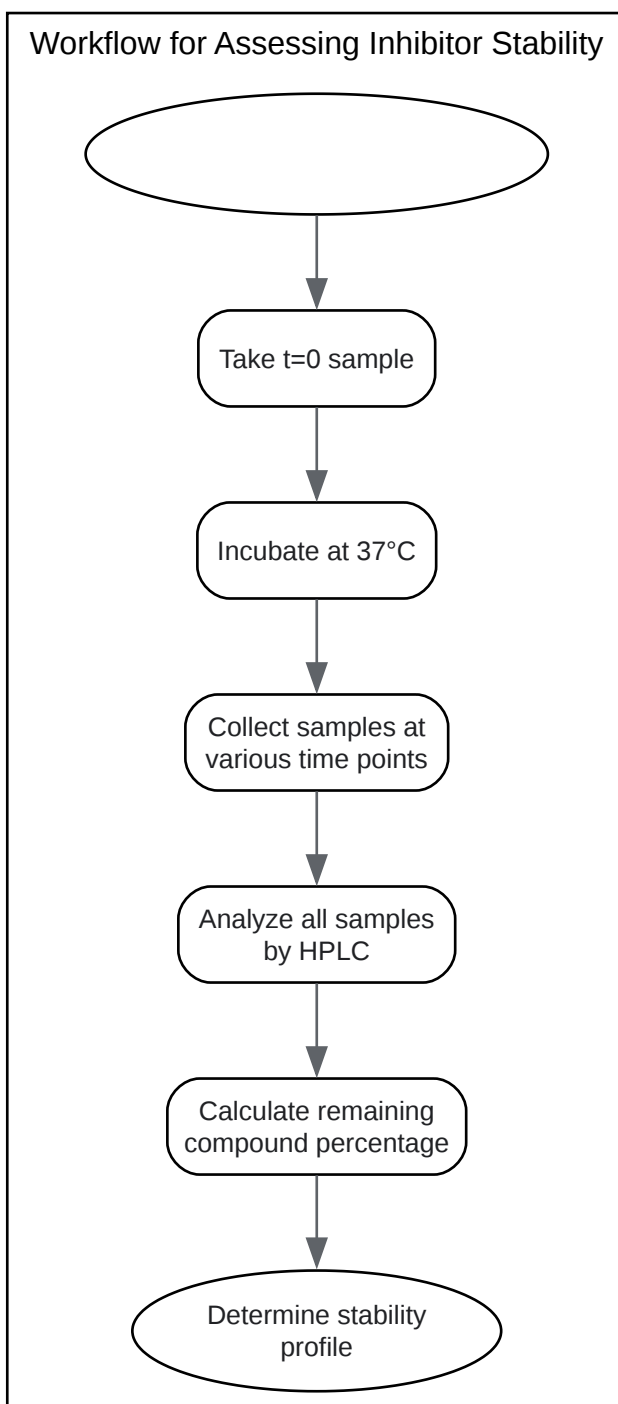 Workflow for Assessing Inhibitor Stability
Take t=0 sample
Incubate at 37°C
Collect samples at
various time points
Analyze all samples
by HPLC
Calculate remaining
compound percentage
Determine stability
profile